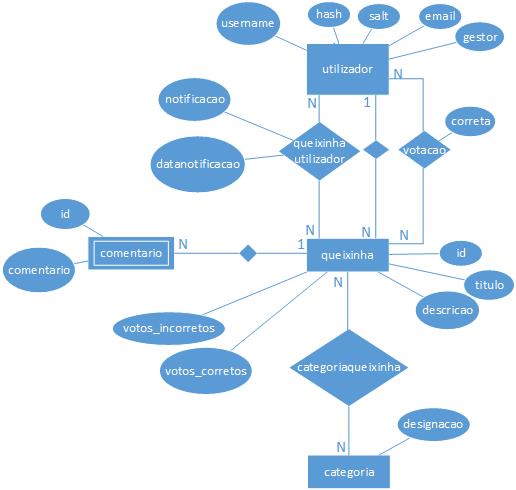 hash
salt
email
username
gestor
utilizador
N
1
N
notificacao
correta
queixinha
utilizador
votacao
datanotificacao
id
N
N
N
comentario
N
1
queixinha
id
comentario
titulo
N
descricao
votos_incorretos
votos_corretos
categoriaqueixinha
designacao
N
categoria